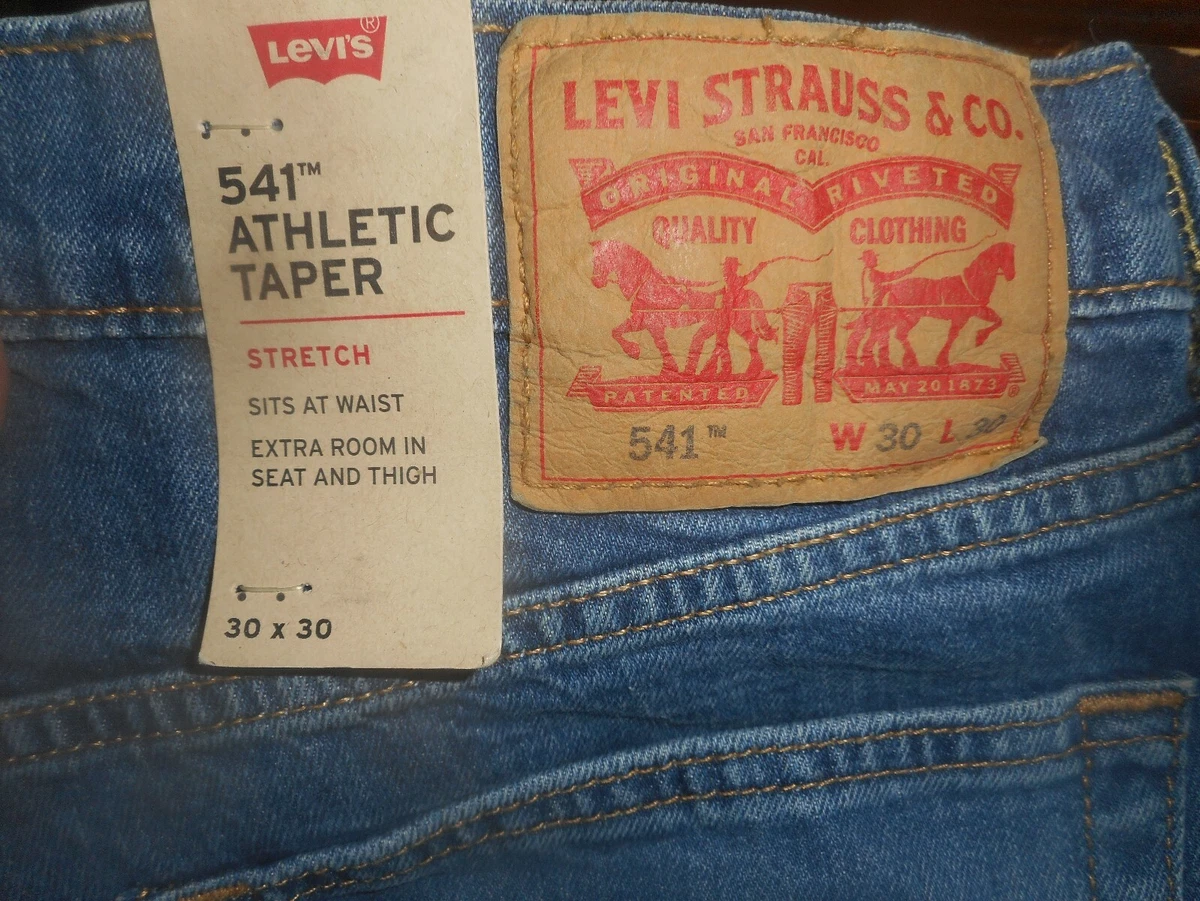 LEVI'S®
541™
ATHLETIC
TAPER
STRETCH
SITS AT WAIST
EXTRA ROOM IN
SEAT AND THIGH
30 x 30
LEVI STRAUSS & CO.
SAN FRANCISCO
CAL.
ORIGINAL RIVETED
QUALITY CLOTHING
PATENTED MAY 20 1873 ®
541™ W 30 L 30